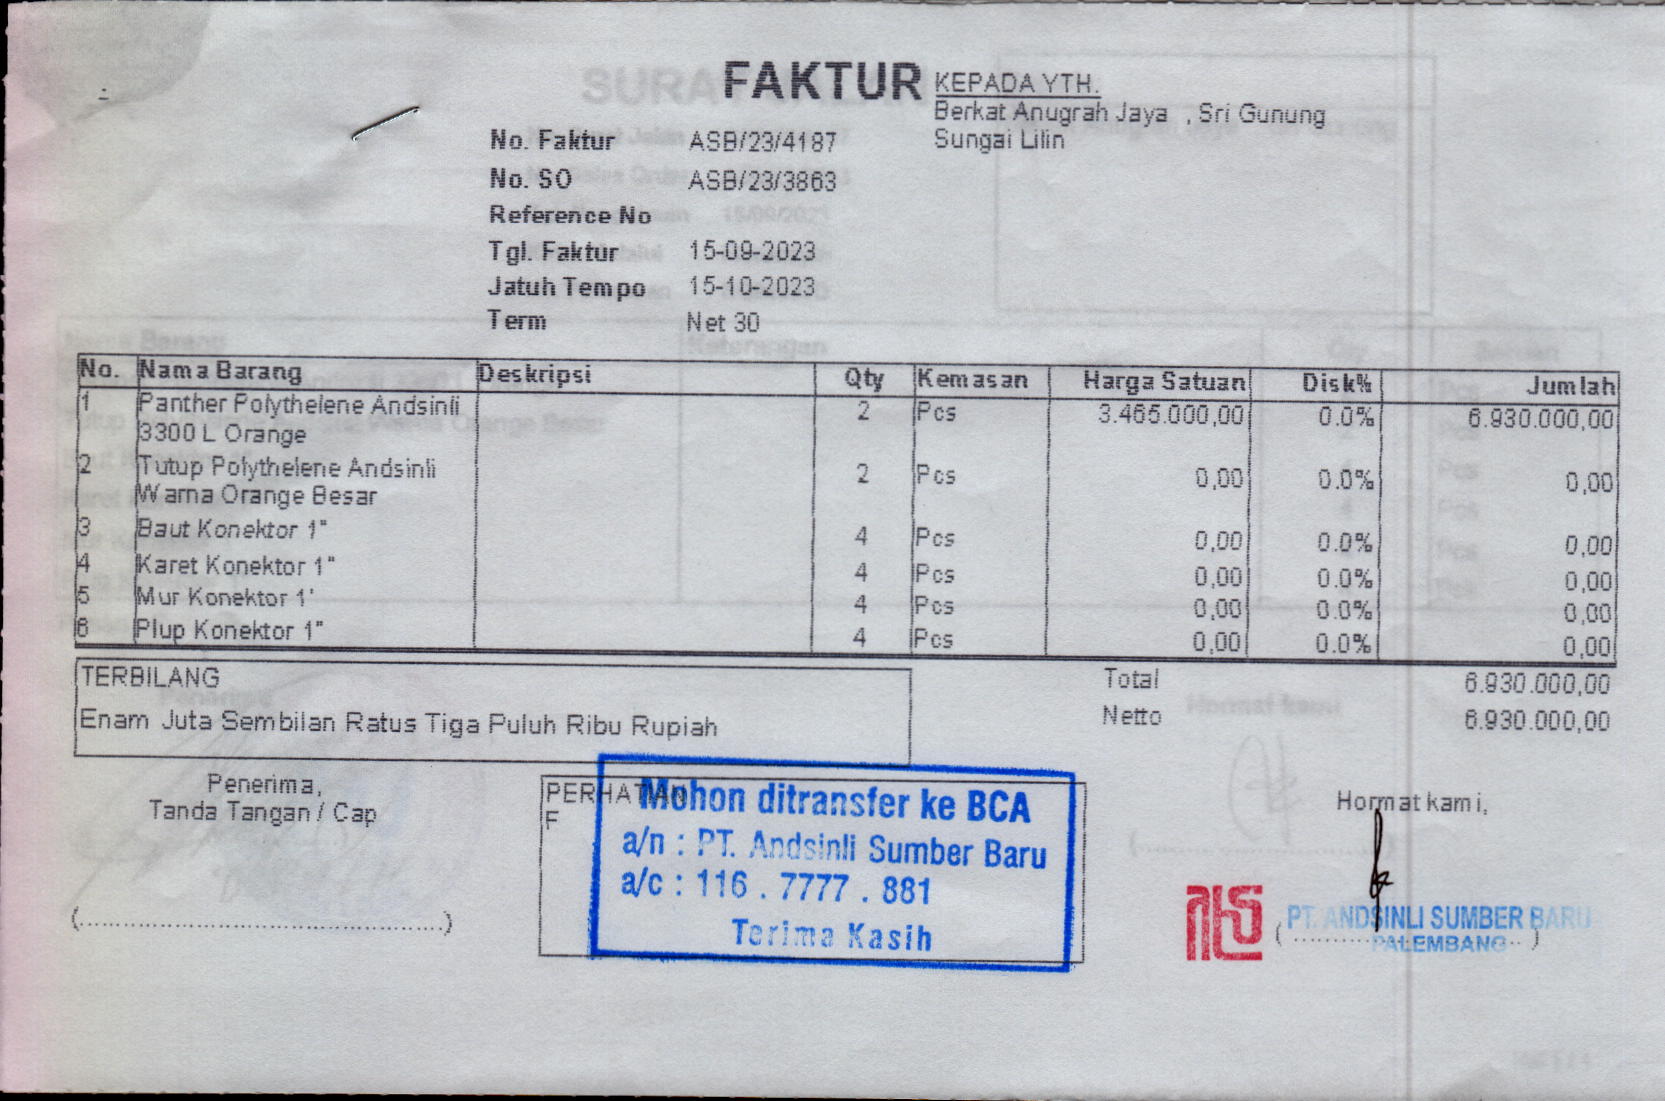 FAKTUR
KEPADA YTH.
Berkat Anugrah Jaya , Sri Gunung
Sungai Lilin
No. Faktur ASB/23/4187
No. SO ASB/23/3863
Reference No
Tgl. Faktur 15-09-2023
Jatuh Tempo 15-10-2023
Term Net 30
No. Nama Barang Deskripsi Qty Kemasan Harga Satuan Disk% Jumlah
1 Panther Polythelene Andsinli 2 Pcs 3.465.000,00 0.0% 6.930.000,00
3300 L Orange
2 Tutup Polythelene Andsinli 2 Pcs 0,00 0.0% 0,00
Warna Orange Besar
3 Baut Konektor 1" 4 Pcs 0,00 0.0% 0,00
4 Karet Konektor 1" 4 Pcs 0,00 0.0% 0,00
5 Mur Konektor 1' 4 Pcs 0,00 0.0% 0,00
6 Plup Konektor 1" 4 Pcs 0,00 0.0% 0,00
TERBILANG
Enam Juta Sembilan Ratus Tiga Puluh Ribu Rupiah
Total 6.930.000,00
Netto 6.930.000,00
Penerima,
Tanda Tangan / Cap
(............................................)
PERHATIAN
F
Mohon ditransfer ke BCA
a/n : PT. Andsinli Sumber Baru
a/c : 116 . 7777 . 881
Terima Kasih
Hormat kami,
PT. ANDSINLI SUMBER BARU
PALEMBANG